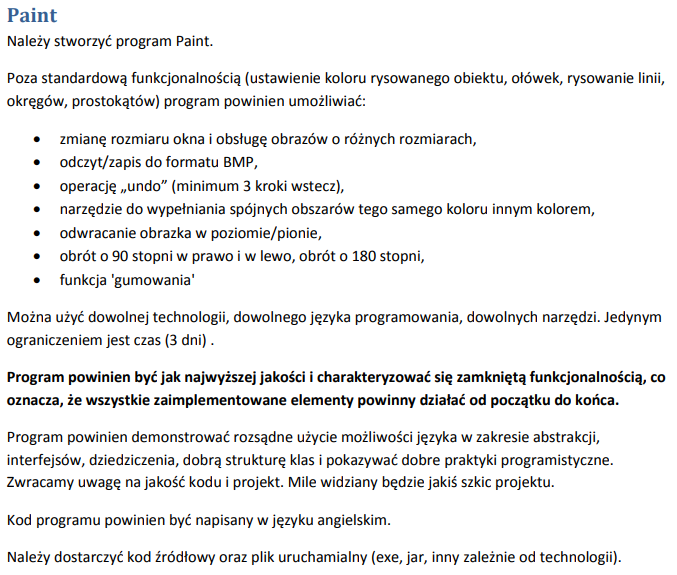 Paint
Należy stworzyć program Paint.
Poza standardową funkcjonalnością (ustawienie koloru rysowanego obiektu, ołówek, rysowanie linii,
okręgów, prostokątów) program powinien umożliwiać:
• zmianę rozmiaru okna i obsługę obrazów o różnych rozmiarach,
• odczyt/zapis do formatu BMP,
• operację „undo” (minimum 3 kroki wstecz),
• narzędzie do wypełniania spójnych obszarów tego samego koloru innym kolorem,
• odwracanie obrazka w poziomie/pionie,
• obrót o 90 stopni w prawo i w lewo, obrót o 180 stopni,
• funkcja 'gumowania'
Można użyć dowolnej technologii, dowolnego języka programowania, dowolnych narzędzi. Jedynym
ograniczeniem jest czas (3 dni) .
Program powinien być jak najwyższej jakości i charakteryzować się zamkniętą funkcjonalnością, co
oznacza, że wszystkie zaimplementowane elementy powinny działać od początku do końca.
Program powinien demonstrować rozsądne użycie możliwości języka w zakresie abstrakcji,
interfejsów, dziedziczenia, dobrą strukturę klas i pokazywać dobre praktyki programistyczne.
Zwracamy uwagę na jakość kodu i projekt. Mile widziany będzie jakiś szkic projektu.
Kod programu powinien być napisany w języku angielskim.
Należy dostarczyć kod źródłowy oraz plik uruchamialny (exe, jar, inny zależnie od technologii).